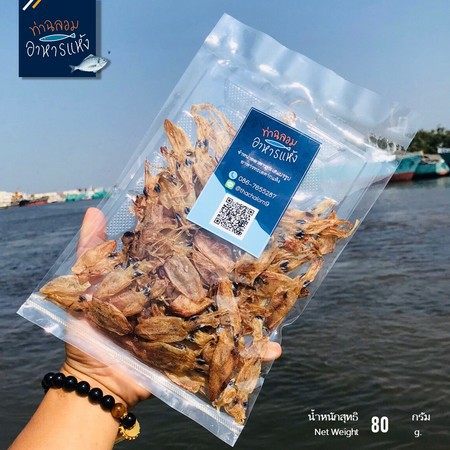 ท่าฉลอม
อาหารแห้ง
ท่าฉลอม
อาหารแห้ง
086-7655287
@thachalom9
น้ำหนักสุทธิ 80 กรัม
Net Weight g.